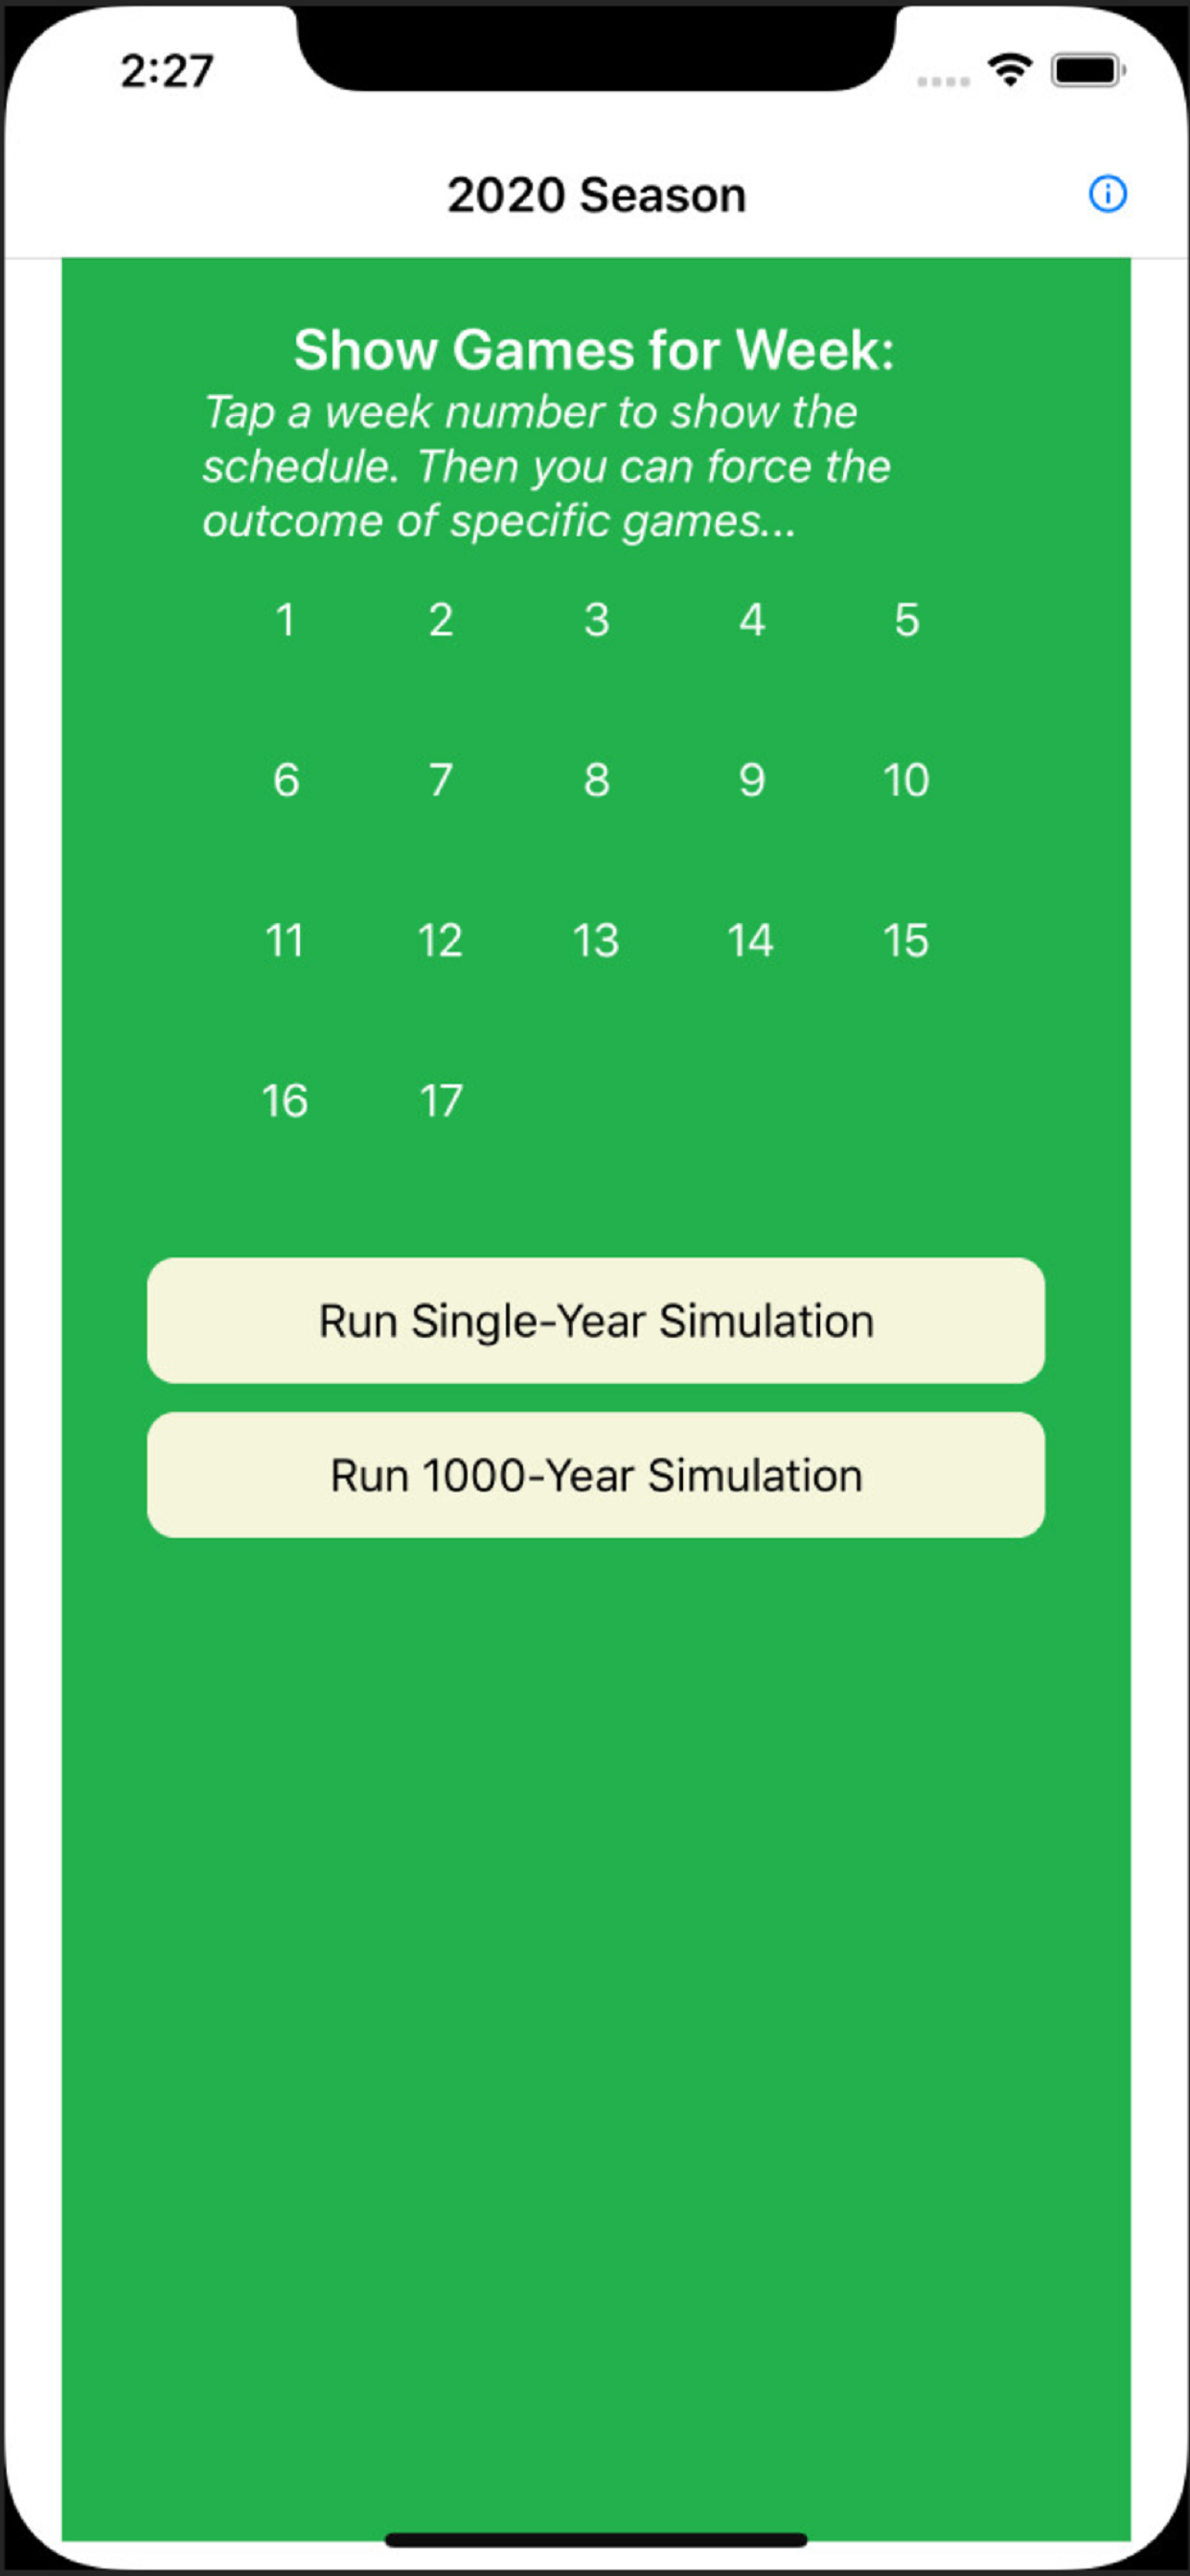 2:27
2020 Season
Show Games for Week:
Tap a week number to show the
schedule. Then you can force the
outcome of specific games...
1 2 3 4 5
6 7 8 9 10
11 12 13 14 15
16 17
Run Single-Year Simulation
Run 1000-Year Simulation